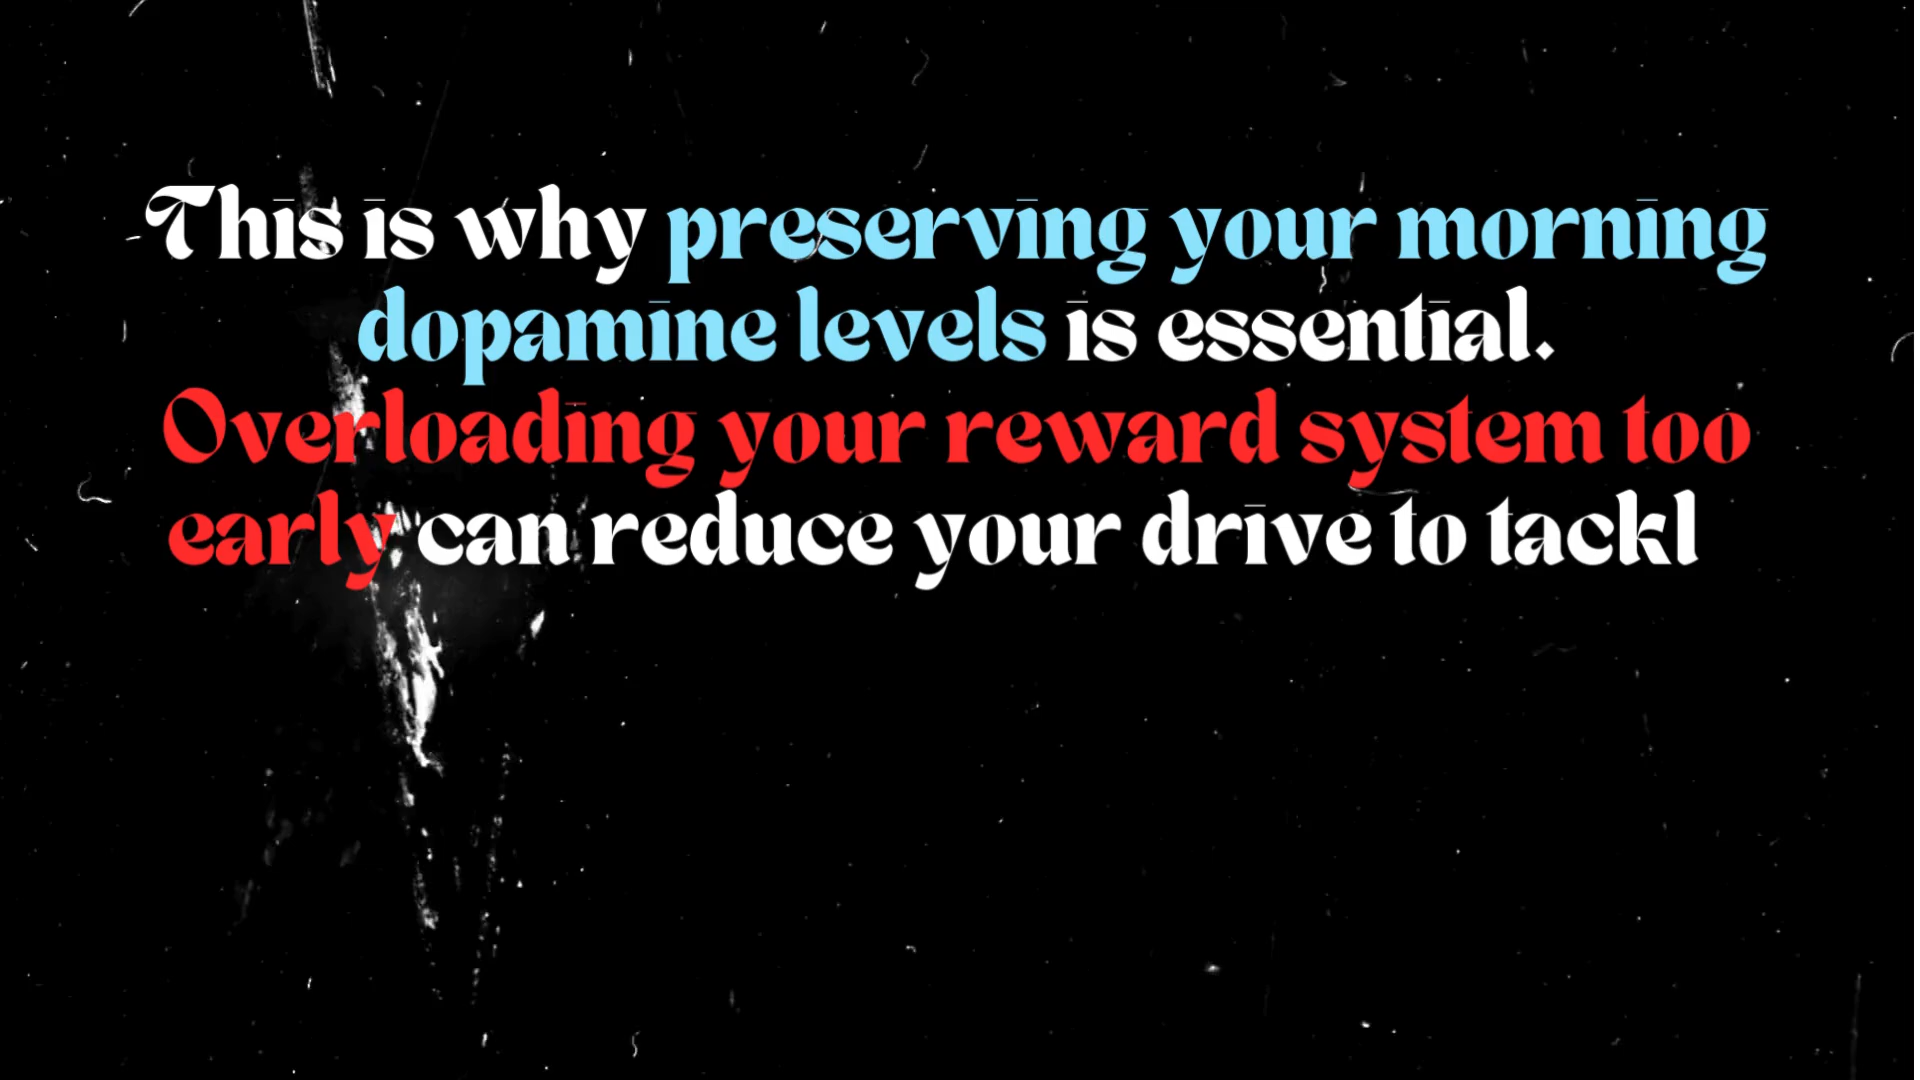 This is why preserving your morning
dopamine levels is essential.
Overloading your reward system too
early can reduce your drive to tackl